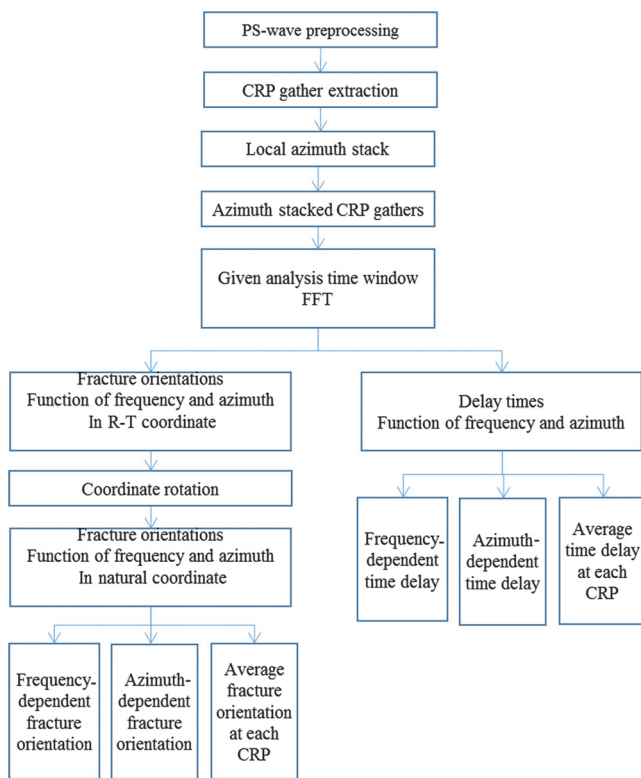 PS-wave preprocessing
CRP gather extraction
Local azimuth stack
Azimuth stacked CRP gathers
Given analysis time window
FFT
Fracture orientations
Function of frequency and azimuth
In R-T coordinate
Delay times
Function of frequency and azimuth
Coordinate rotation
Fracture orientations
Function of frequency and azimuth
In natural coordinate
Frequency-
dependent
time delay
Azimuth-
dependent
time delay
Average
time delay
at each
CRP
Frequency-
dependent
fracture
orientation
Azimuth-
dependent
fracture
orientation
Average
fracture
orientation
at each
CRP